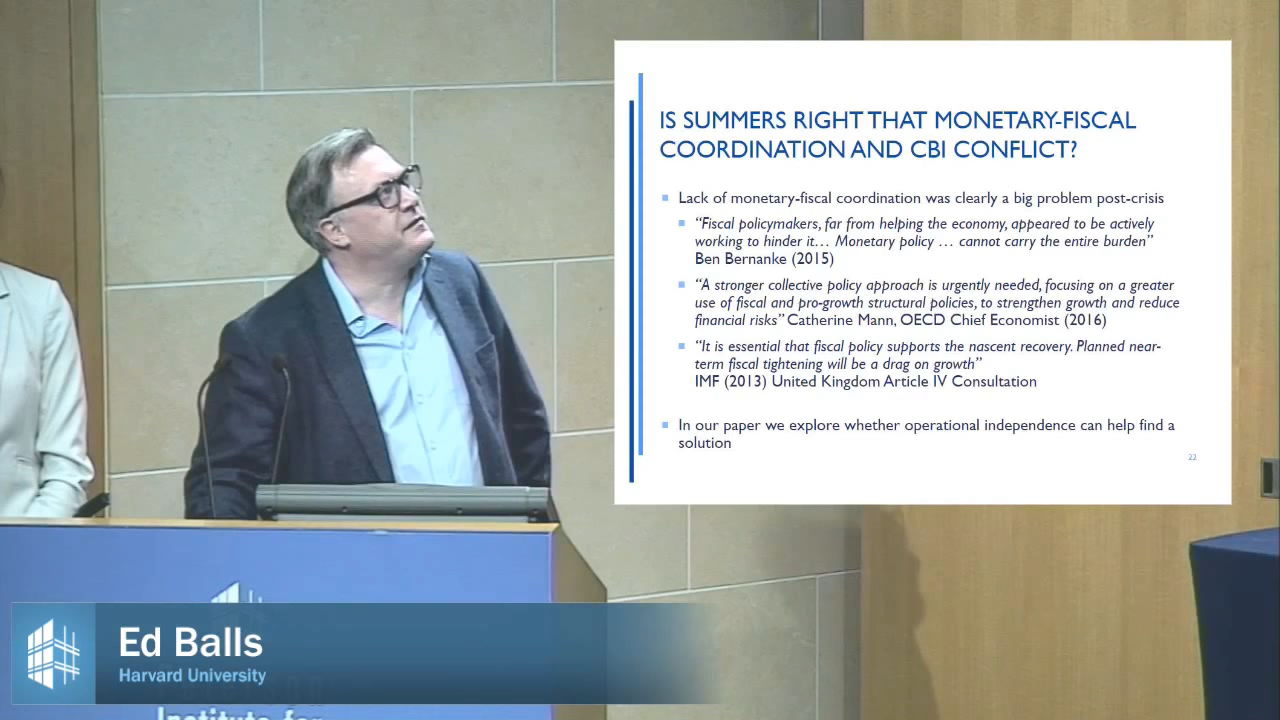 IS SUMMERS RIGHT THAT MONETARY-FISCAL
COORDINATION AND CBI CONFLICT?
Lack of monetary-fiscal coordination was clearly a big problem post-crisis
“Fiscal policymakers, far from helping the economy, appeared to be actively
working to hinder it… Monetary policy … cannot carry the entire burden”
Ben Bernanke (2015)
“A stronger collective policy approach is urgently needed, focusing on a greater
use of fiscal and pro-growth structural policies, to strengthen growth and reduce
financial risks” Catherine Mann, OECD Chief Economist (2016)
“It is essential that fiscal policy supports the nascent recovery. Planned near-
term fiscal tightening will be a drag on growth”
IMF (2013) United Kingdom Article IV Consultation
In our paper we explore whether operational independence can help find a
solution
22
Ed Balls
Harvard University
Institute for